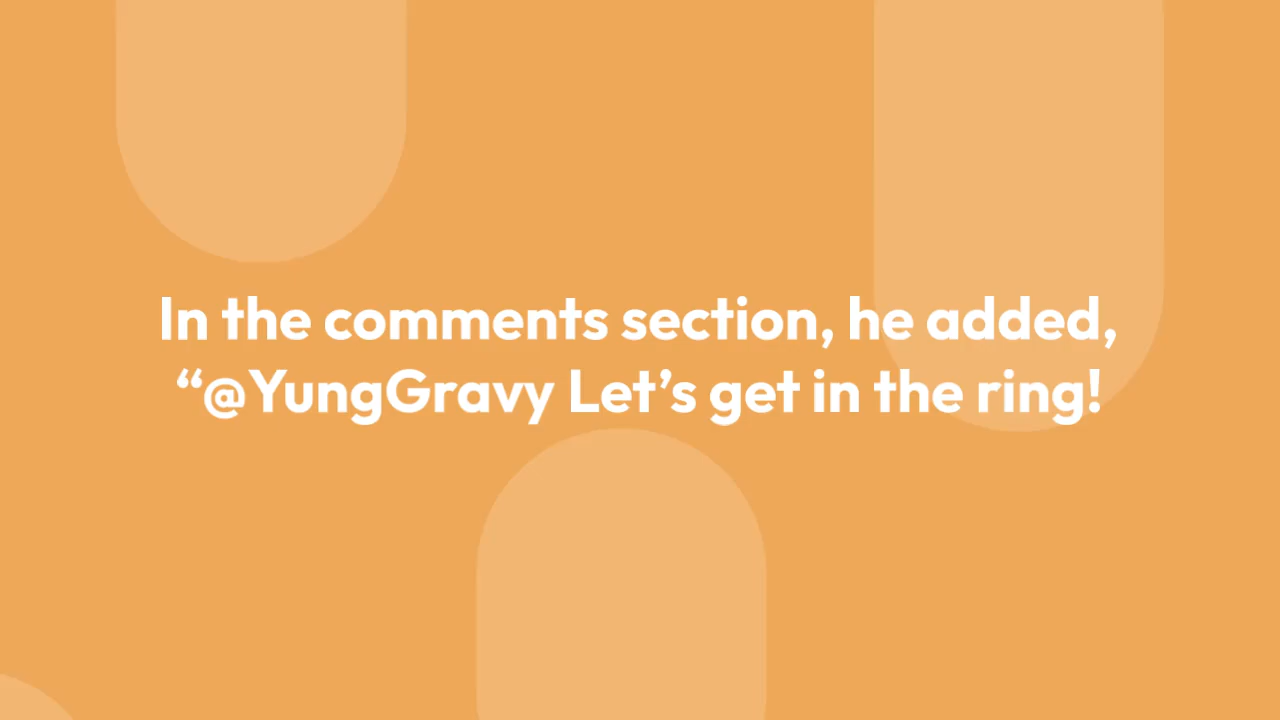 In the comments section, he added,
“@YungGravy Let’s get in the ring!